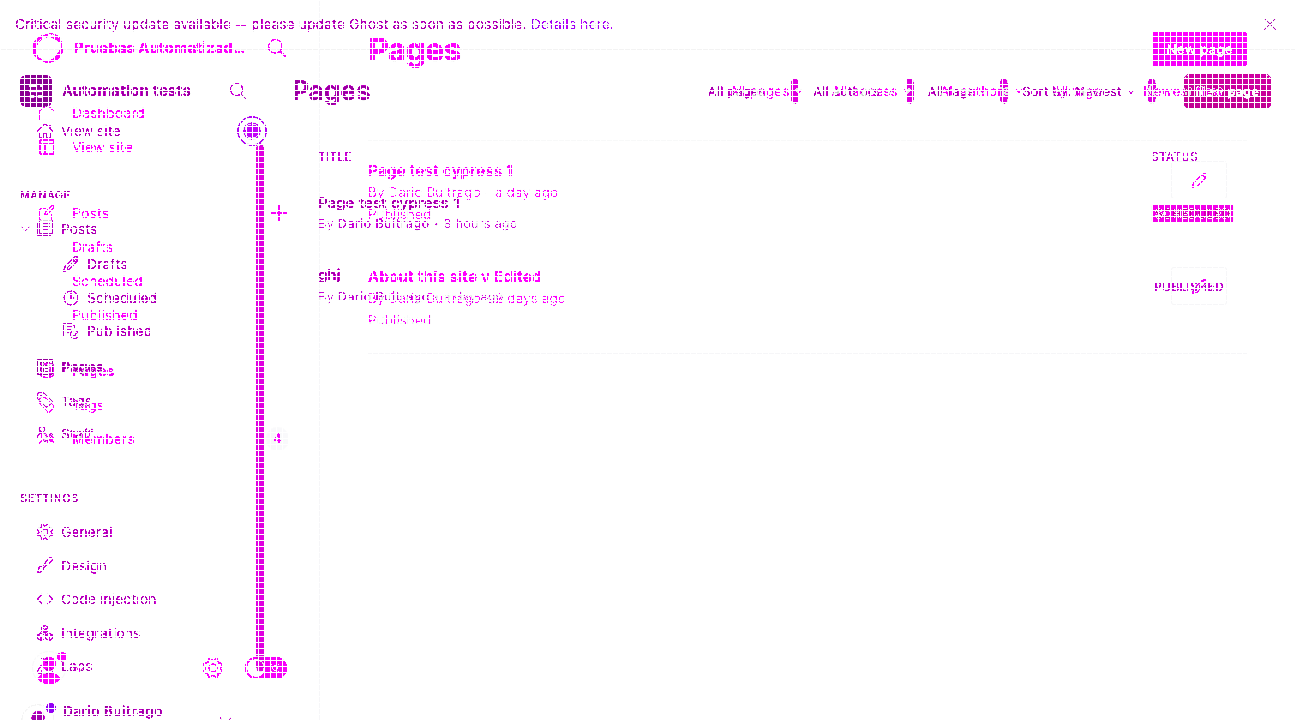 Critical security update available — please update Ghost as soon as possible. Details here.
Pruebas Automatizad...
Pages
New page
Automation tests
Pages
All pages
All access
All authors
Sort by: Newest
Dashboard
View site
View site
TITLE
STATUS
Page test cypress 1
By Dario Buitrago - a day ago
Published
MANAGE
Page test cypress 1
By Dario Buitrago - 8 hours ago
Posts
Posts
Drafts
Drafts
Scheduled
Scheduled
Published
Published
About this site v Edited
ghj
days ago
Published
PUBLISHED
Pages
Pages
Tags
Tags
Staff
Members
SETTINGS
General
Design
Code injection
Integrations
Labs
Dario Buitrago